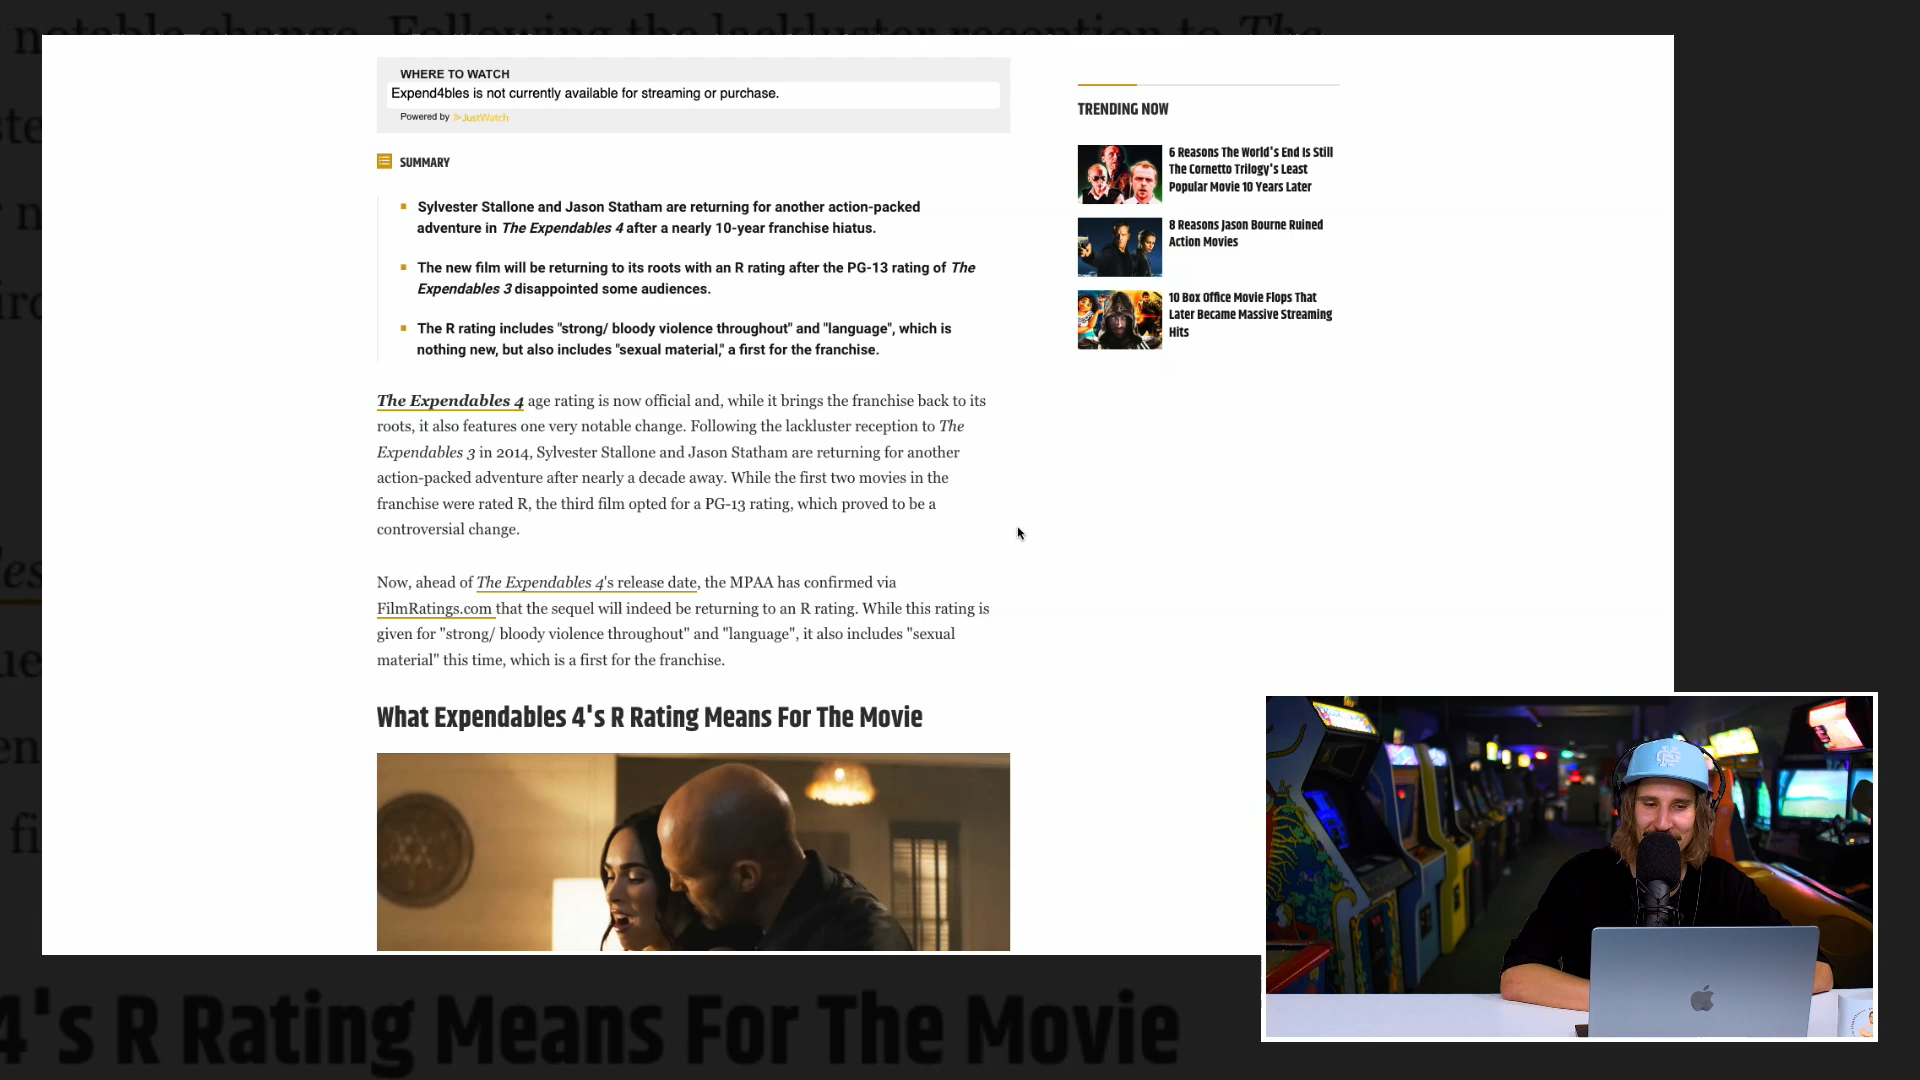 notable change. Following the lackluster reception to The
WHERE TO WATCH
Expend4bles is not currently available for streaming or purchase.
Powered by JustWatch
SUMMARY
Sylvester Stallone and Jason Statham are returning for another action-packed
adventure in The Expendables 4 after a nearly 10-year franchise hiatus.
The new film will be returning to its roots with an R rating after the PG-13 rating of The
Expendables 3 disappointed some audiences.
The R rating includes "strong/ bloody violence throughout" and "language", which is
nothing new, but also includes "sexual material," a first for the franchise.
The Expendables 4 age rating is now official and, while it brings the franchise back to its
roots, it also features one very notable change. Following the lackluster reception to The
Expendables 3 in 2014, Sylvester Stallone and Jason Statham are returning for another
action-packed adventure after nearly a decade away. While the first two movies in the
franchise were rated R, the third film opted for a PG-13 rating, which proved to be a
controversial change.
Now, ahead of The Expendables 4's release date, the MPAA has confirmed via
FilmRatings.com that the sequel will indeed be returning to an R rating. While this rating is
given for "strong/ bloody violence throughout" and "language", it also includes "sexual
material" this time, which is a first for the franchise.
What Expendables 4's R Rating Means For The Movie
TRENDING NOW
6 Reasons The World's End Is Still
The Cornetto Trilogy's Least
Popular Movie 10 Years Later
8 Reasons Jason Bourne Ruined
Action Movies
10 Box Office Movie Flops That
Later Became Massive Streaming
Hits
4's R Rating Means For The Movie